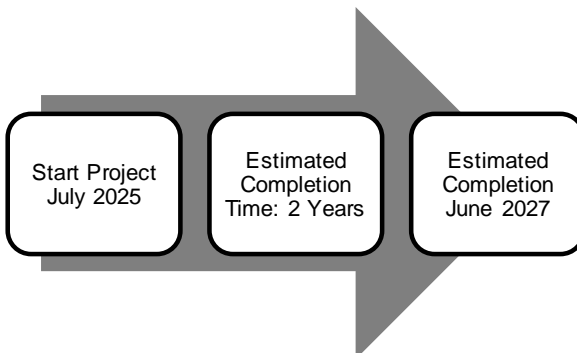 Start Project
July 2025
Estimated
Completion
Time: 2 Years
Estimated
Completion
June 2027